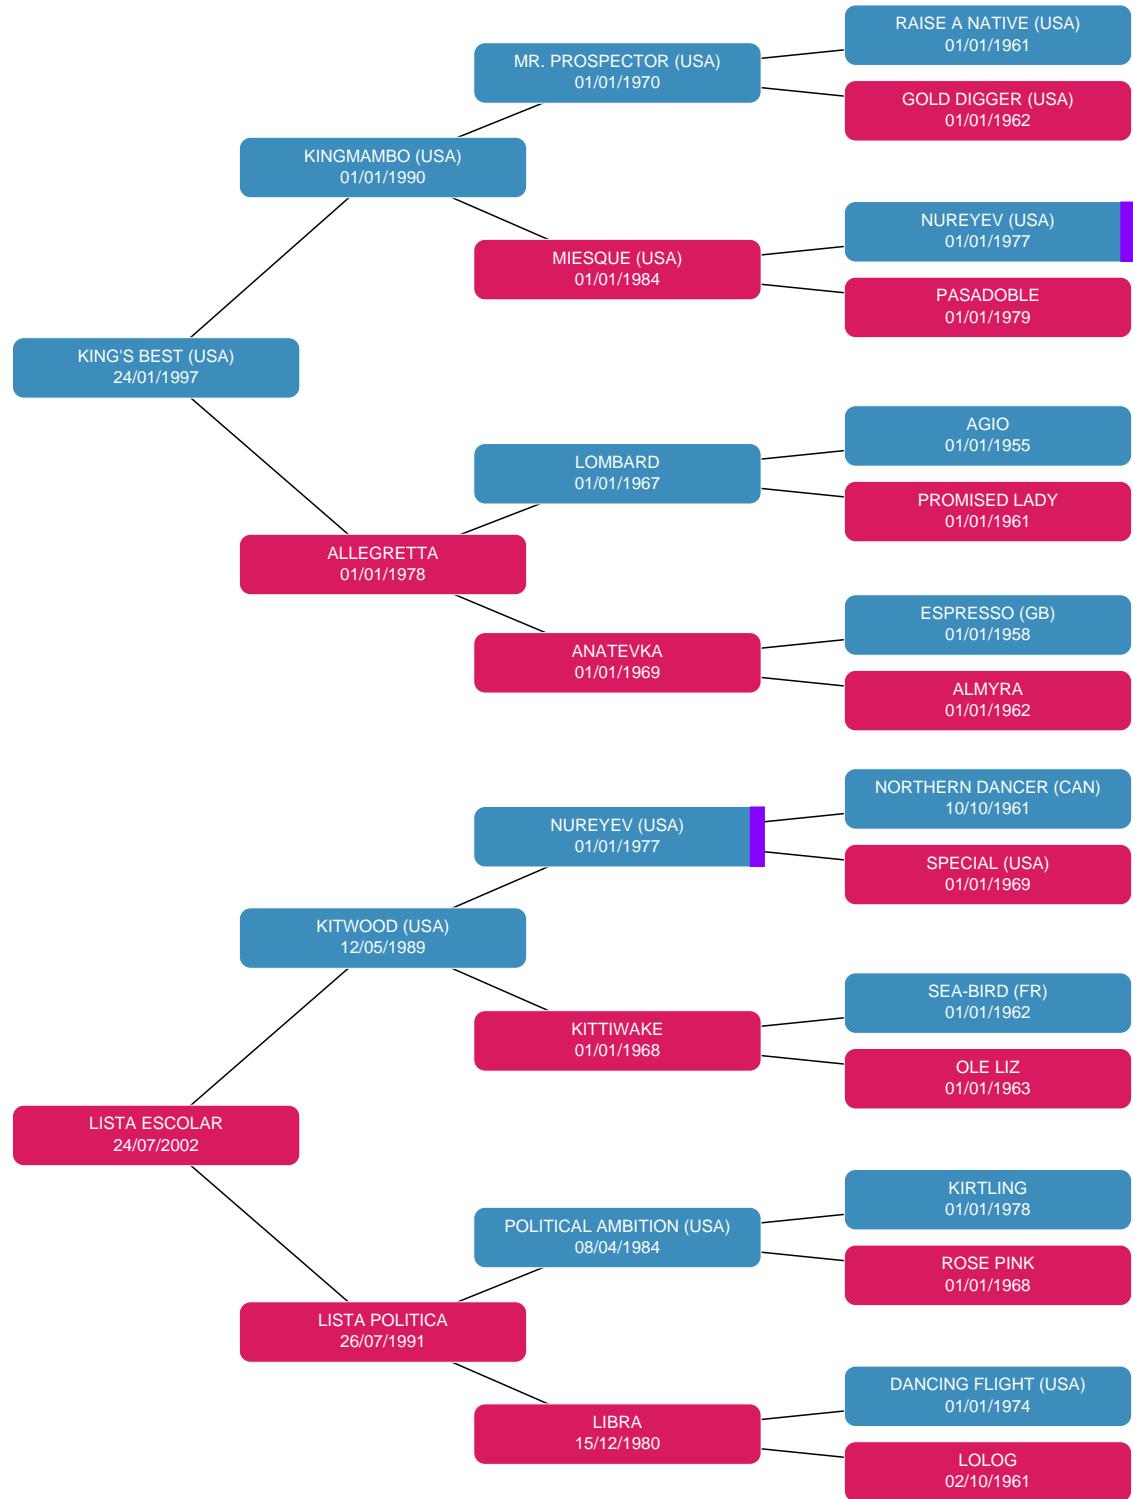 RAISE A NATIVE (USA)
01/01/1961
MR. PROSPECTOR (USA)
01/01/1970
GOLD DIGGER (USA)
01/01/1962
KINGMAMBO (USA)
01/01/1990
NUREYEV (USA)
01/01/1977
MIESQUE (USA)
01/01/1984
PASADOBLE
01/01/1979
KING'S BEST (USA)
24/01/1997
AGIO
01/01/1955
LOMBARD
01/01/1967
PROMISED LADY
01/01/1961
ALLEGRETTA
01/01/1978
ESPRESSO (GB)
01/01/1958
ANATEVKA
01/01/1969
ALMYRA
01/01/1962
NORTHERN DANCER (CAN)
10/10/1961
NUREYEV (USA)
01/01/1977
SPECIAL (USA)
01/01/1969
KITWOOD (USA)
12/05/1989
SEA-BIRD (FR)
01/01/1962
KITTIWAKE
01/01/1968
OLE LIZ
01/01/1963
LISTA ESCOLAR
24/07/2002
KIRTLING
01/01/1978
POLITICAL AMBITION (USA)
08/04/1984
ROSE PINK
01/01/1968
LISTA POLITICA
26/07/1991
DANCING FLIGHT (USA)
01/01/1974
LIBRA
15/12/1980
LOLOG
02/10/1961